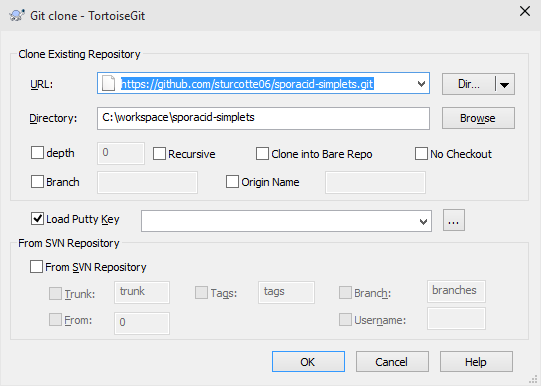 Git clone - TortoiseGit
Clone Existing Repository
URL: https://github.com/sturcotte06/sporacid-simplets.git Dir...
Directory: C:\workspace\sporacid-simplets Browse
depth 0 Recursive Clone into Bare Repo No Checkout
Branch Origin Name
Load Putty Key ...
From SVN Repository
From SVN Repository
Trunk: trunk Tags: tags Branch: branches
From: 0 Username:
OK Cancel Help